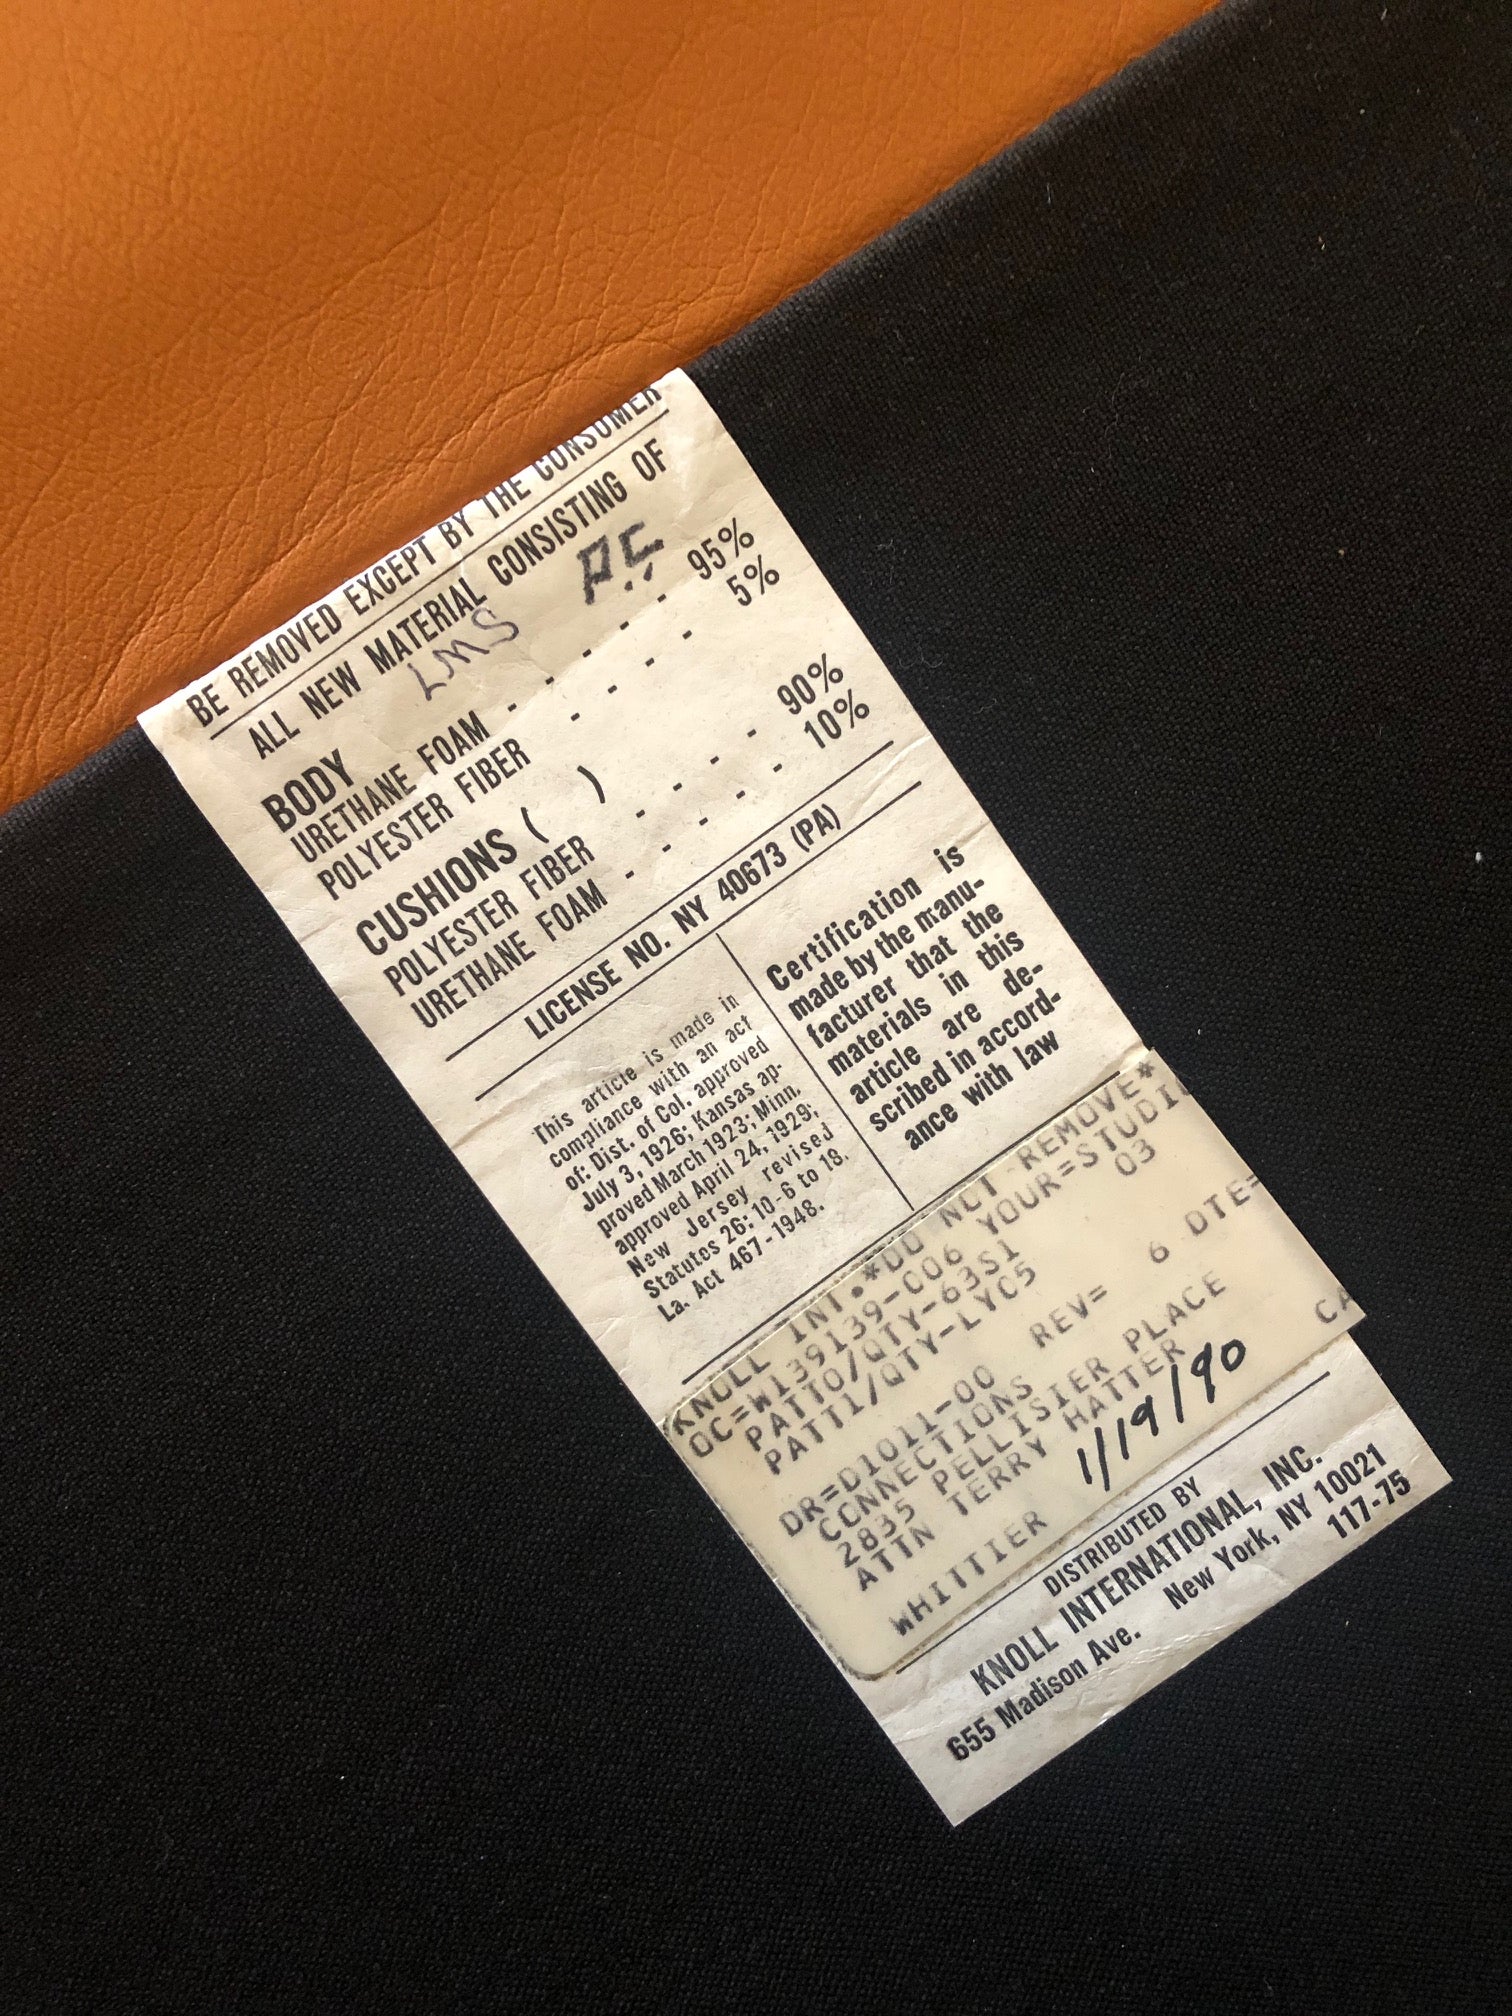 BE REMOVED EXCEPT BY THE CONSUMER
ALL NEW MATERIAL CONSISTING OF
LMS
BODY
URETHANE FOAM - - - - - 95%
POLYESTER FIBER - - - - 5%
CUSHIONS ( )
POLYESTER FIBER - - - - 90%
URETHANE FOAM - - - - - 10%
LICENSE NO. NY 40673 (PA)
This article is made in
compliance with an act
of: Dist. of Col. approved
July 3, 1926; Kansas ap-
proved March 1923; Minn.
approved April 24, 1929;
New Jersey revised
Statutes 26: 10-6 to 18.
La. Act 467-1948.
Certification is
made by the manu-
facturer that the
materials in this
article are de-
scribed in accord-
ance with law
KNOLL INT.*DO NOT REMOVE*
OC=W139139-006 YOUR=STUDIO
PATTO/QTY-63S1 03
PATT1/QTY-LY05
DR=D1011-00 REV= 6 DTE=
CONNECTIONS
2835 PELLISIER PLACE
ATTN TERRY HATTER
1/19/90
WHITTIER CA
DISTRIBUTED BY
KNOLL INTERNATIONAL, INC.
655 Madison Ave. New York, NY 10021
117-75